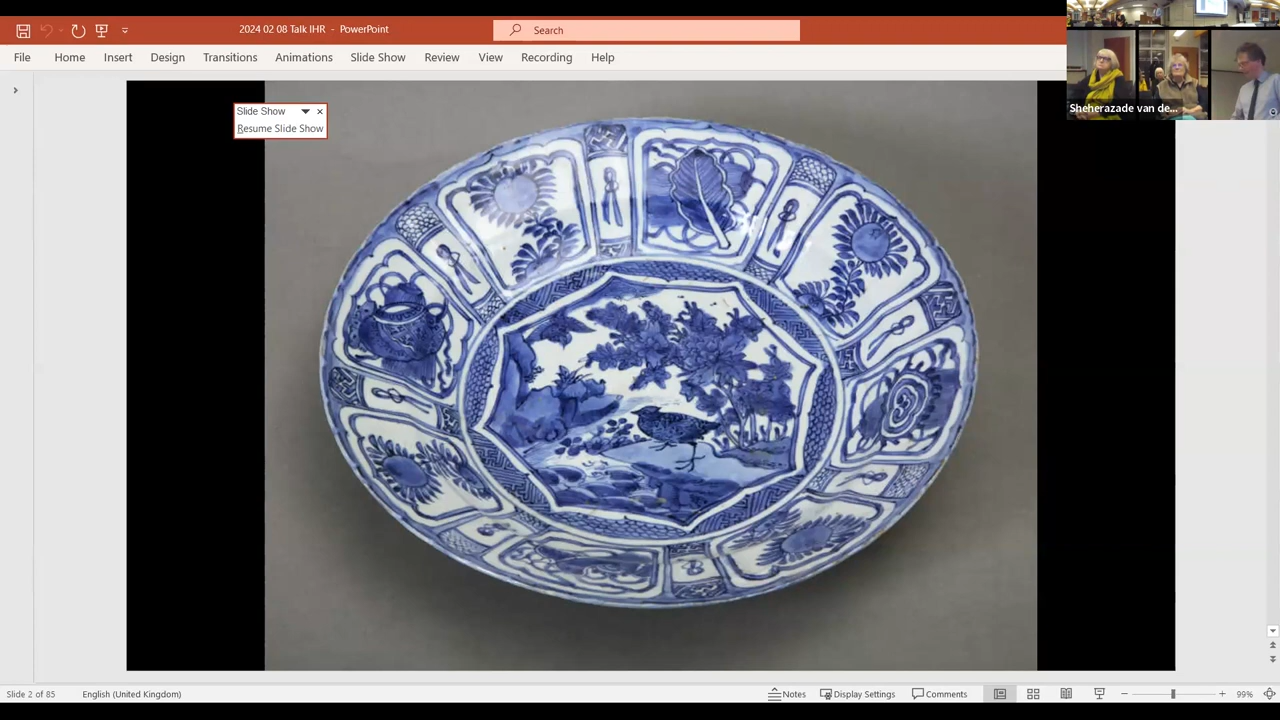 2024 02 08 Talk IHR - PowerPoint
Search
File Home Insert Design Transitions Animations Slide Show Review View Recording Help
Sheherazade van de...
Slide Show
Resume Slide Show
Slide 2 of 85 English (United Kingdom) Notes Display Settings Comments 99%